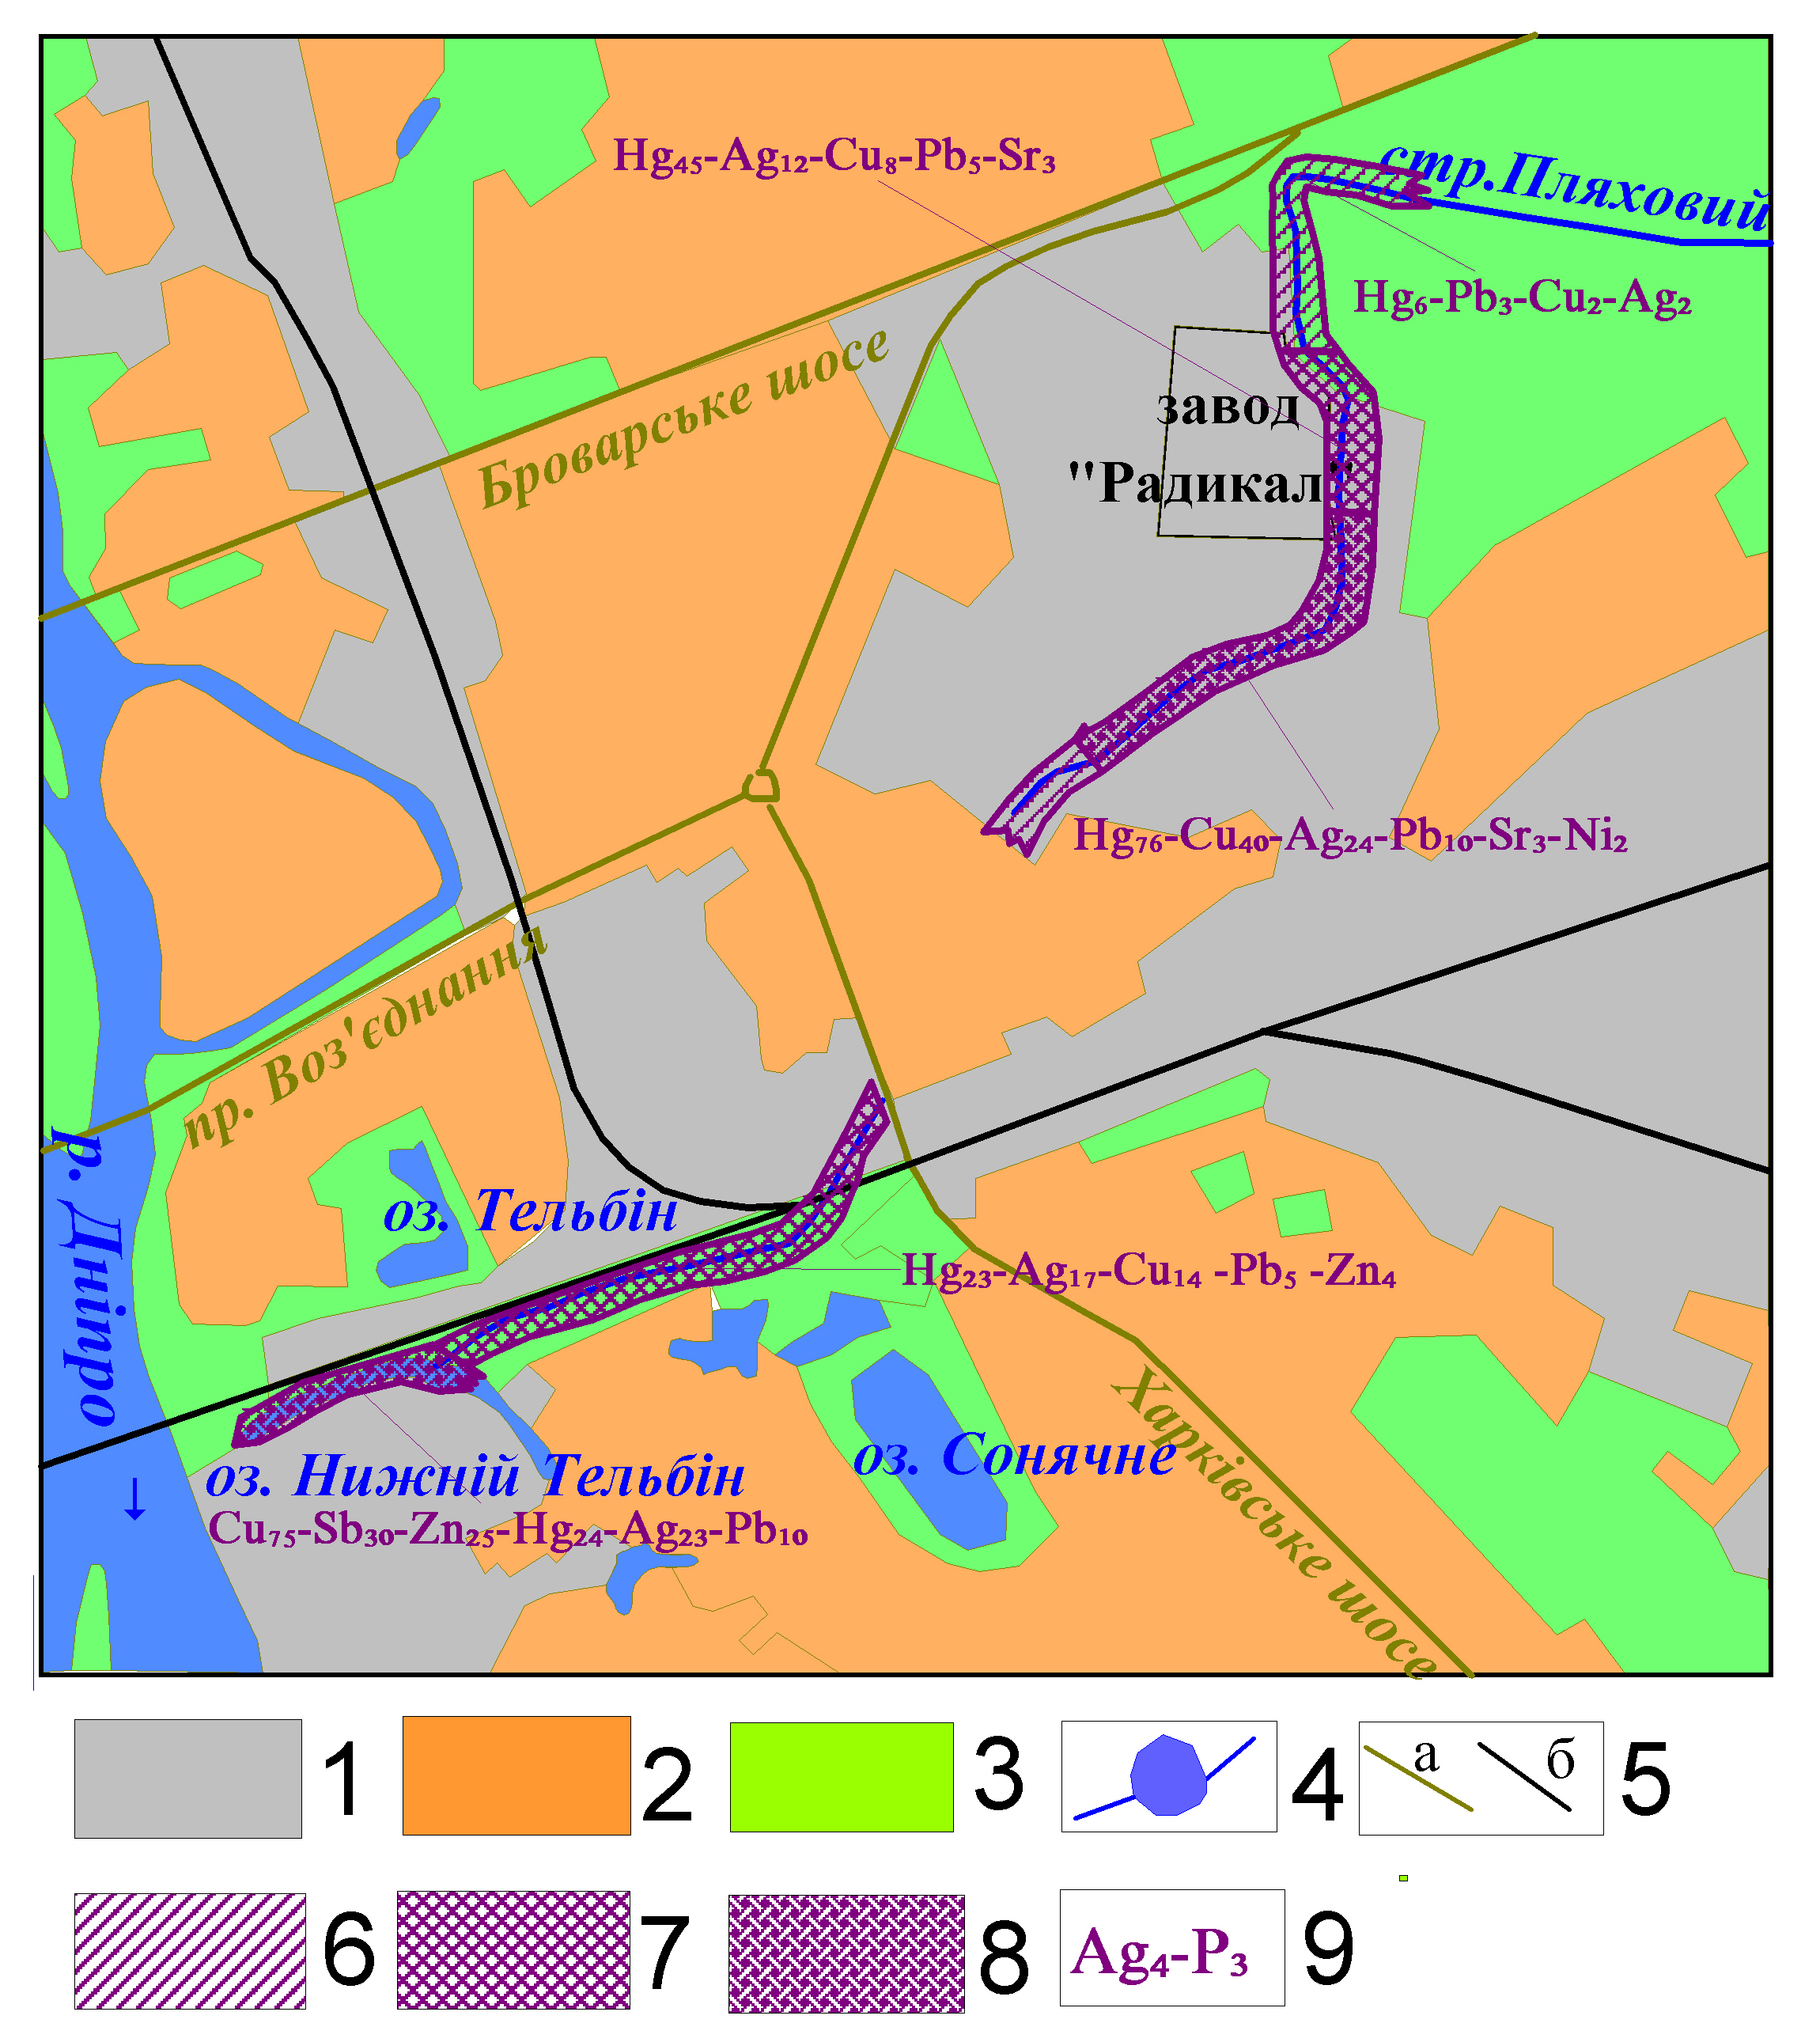 Hg₄₅-Ag₁₂-Cu₈-Pb₅-Sr₃
стр.Пляховий
Hg₆-Pb₃-Cu₂-Ag₂
Броварське шосе
завод
"Радикал"
Hg₇₆-Cu₄₀-Ag₂₄-Pb₁₀-Sr₃-Ni₂
пр. Воз'єднання
р. Дніпро
оз. Тельбін
Hg₂₃-Ag₁₇-Cu₁₄ -Pb₅ -Zn₄
Харківське шосе
оз. Сонячне
оз. Нижній Тельбін
Cu₇₅-Sb₃₀-Zn₂₅-Hg₂₄-Ag₂₃-Pb₁₀
1 2 3 4 а б 5
6 7 8 Ag₄-P₃ 9